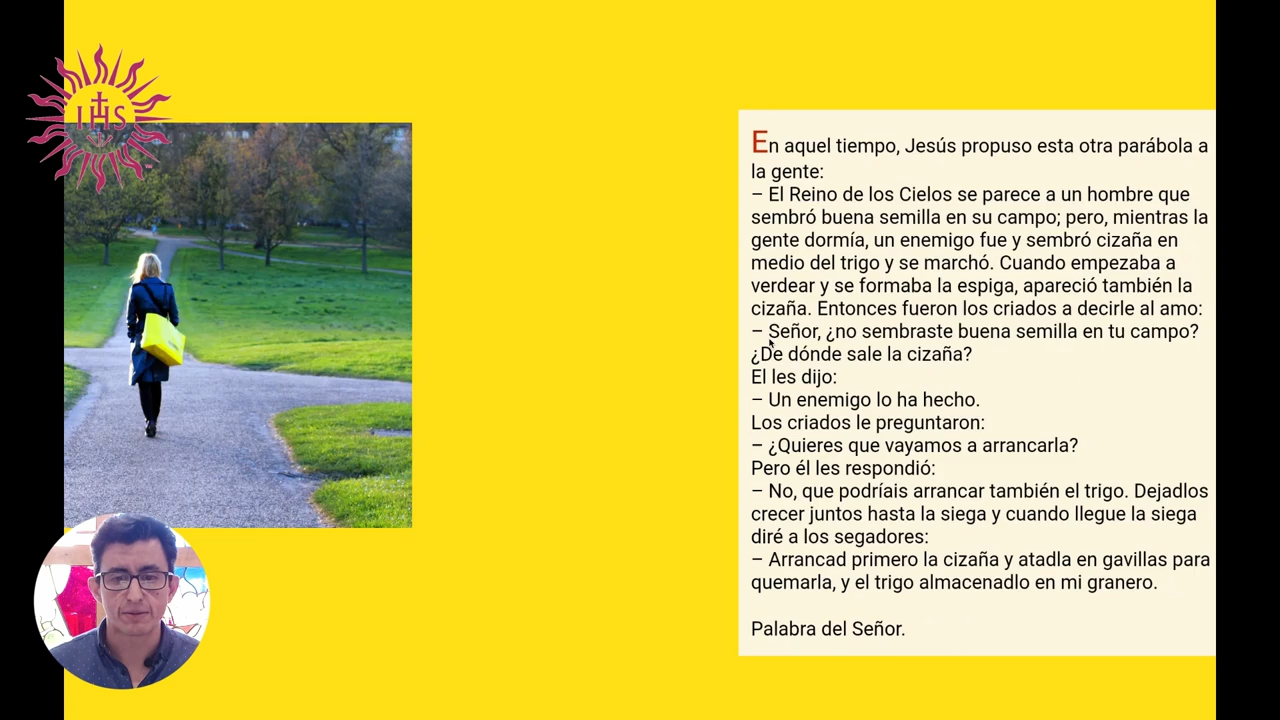 IHS
En aquel tiempo, Jesús propuso esta otra parábola a
la gente:
– El Reino de los Cielos se parece a un hombre que
sembró buena semilla en su campo; pero, mientras la
gente dormía, un enemigo fue y sembró cizaña en
medio del trigo y se marchó. Cuando empezaba a
verdear y se formaba la espiga, apareció también la
cizaña. Entonces fueron los criados a decirle al amo:
– Señor, ¿no sembraste buena semilla en tu campo?
¿De dónde sale la cizaña?
El les dijo:
– Un enemigo lo ha hecho.
Los criados le preguntaron:
– ¿Quieres que vayamos a arrancarla?
Pero él les respondió:
– No, que podríais arrancar también el trigo. Dejadlos
crecer juntos hasta la siega y cuando llegue la siega
diré a los segadores:
– Arrancad primero la cizaña y atadla en gavillas para
quemarla, y el trigo almacenadlo en mi granero.
Palabra del Señor.